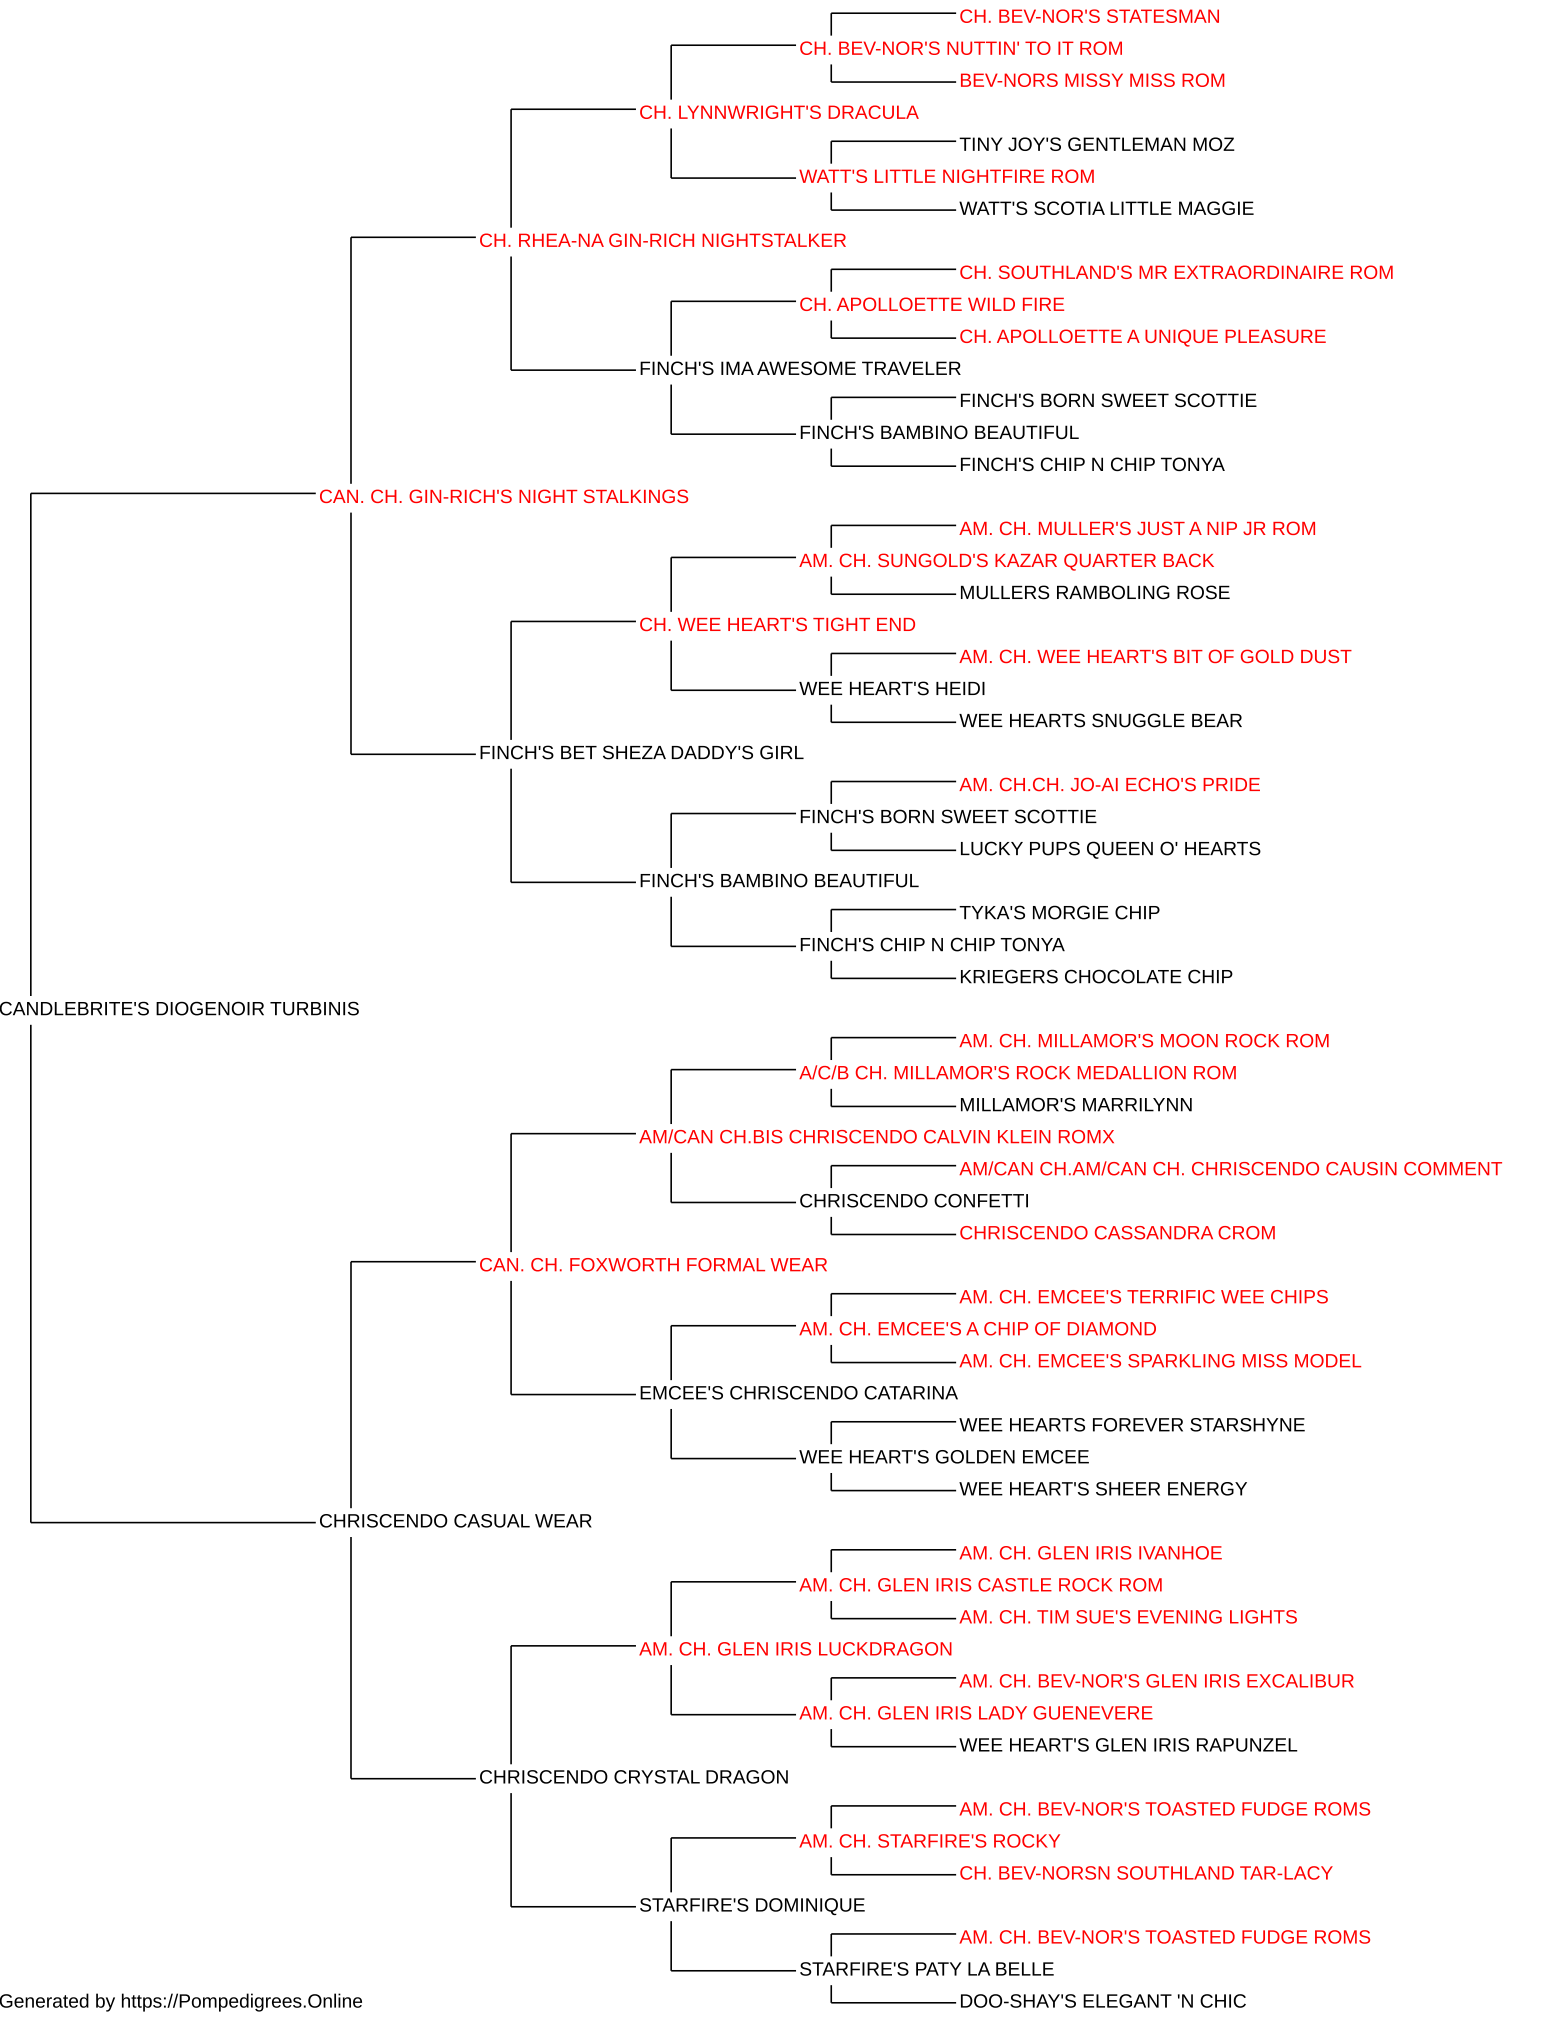 CH. BEV-NOR'S STATESMAN
CH. BEV-NOR'S NUTTIN' TO IT ROM
BEV-NORS MISSY MISS ROM
CH. LYNNWRIGHT'S DRACULA
TINY JOY'S GENTLEMAN MOZ
WATT'S LITTLE NIGHTFIRE ROM
WATT'S SCOTIA LITTLE MAGGIE
CH. RHEA-NA GIN-RICH NIGHTSTALKER
CH. SOUTHLAND'S MR EXTRAORDINAIRE ROM
CH. APOLLOETTE WILD FIRE
CH. APOLLOETTE A UNIQUE PLEASURE
FINCH'S IMA AWESOME TRAVELER
FINCH'S BORN SWEET SCOTTIE
FINCH'S BAMBINO BEAUTIFUL
FINCH'S CHIP N CHIP TONYA
CAN. CH. GIN-RICH'S NIGHT STALKINGS
AM. CH. MULLER'S JUST A NIP JR ROM
AM. CH. SUNGOLD'S KAZAR QUARTER BACK
MULLERS RAMBOLING ROSE
CH. WEE HEART'S TIGHT END
AM. CH. WEE HEART'S BIT OF GOLD DUST
WEE HEART'S HEIDI
WEE HEARTS SNUGGLE BEAR
FINCH'S BET SHEZA DADDY'S GIRL
AM. CH.CH. JO-AI ECHO'S PRIDE
FINCH'S BORN SWEET SCOTTIE
LUCKY PUPS QUEEN O' HEARTS
FINCH'S BAMBINO BEAUTIFUL
TYKA'S MORGIE CHIP
FINCH'S CHIP N CHIP TONYA
KRIEGERS CHOCOLATE CHIP
CANDLEBRITE'S DIOGENOIR TURBINIS
AM. CH. MILLAMOR'S MOON ROCK ROM
A/C/B CH. MILLAMOR'S ROCK MEDALLION ROM
MILLAMOR'S MARRILYNN
AM/CAN CH.BIS CHRISCENDO CALVIN KLEIN ROMX
AM/CAN CH.AM/CAN CH. CHRISCENDO CAUSIN COMMENT
CHRISCENDO CONFETTI
CHRISCENDO CASSANDRA CROM
CAN. CH. FOXWORTH FORMAL WEAR
AM. CH. EMCEE'S TERRIFIC WEE CHIPS
AM. CH. EMCEE'S A CHIP OF DIAMOND
AM. CH. EMCEE'S SPARKLING MISS MODEL
EMCEE'S CHRISCENDO CATARINA
WEE HEARTS FOREVER STARSHYNE
WEE HEART'S GOLDEN EMCEE
WEE HEART'S SHEER ENERGY
CHRISCENDO CASUAL WEAR
AM. CH. GLEN IRIS IVANHOE
AM. CH. GLEN IRIS CASTLE ROCK ROM
AM. CH. TIM SUE'S EVENING LIGHTS
AM. CH. GLEN IRIS LUCKDRAGON
AM. CH. BEV-NOR'S GLEN IRIS EXCALIBUR
AM. CH. GLEN IRIS LADY GUENEVERE
WEE HEART'S GLEN IRIS RAPUNZEL
CHRISCENDO CRYSTAL DRAGON
AM. CH. BEV-NOR'S TOASTED FUDGE ROMS
AM. CH. STARFIRE'S ROCKY
CH. BEV-NORSN SOUTHLAND TAR-LACY
STARFIRE'S DOMINIQUE
AM. CH. BEV-NOR'S TOASTED FUDGE ROMS
STARFIRE'S PATY LA BELLE
DOO-SHAY'S ELEGANT 'N CHIC
Generated by https://Pompedigrees.Online